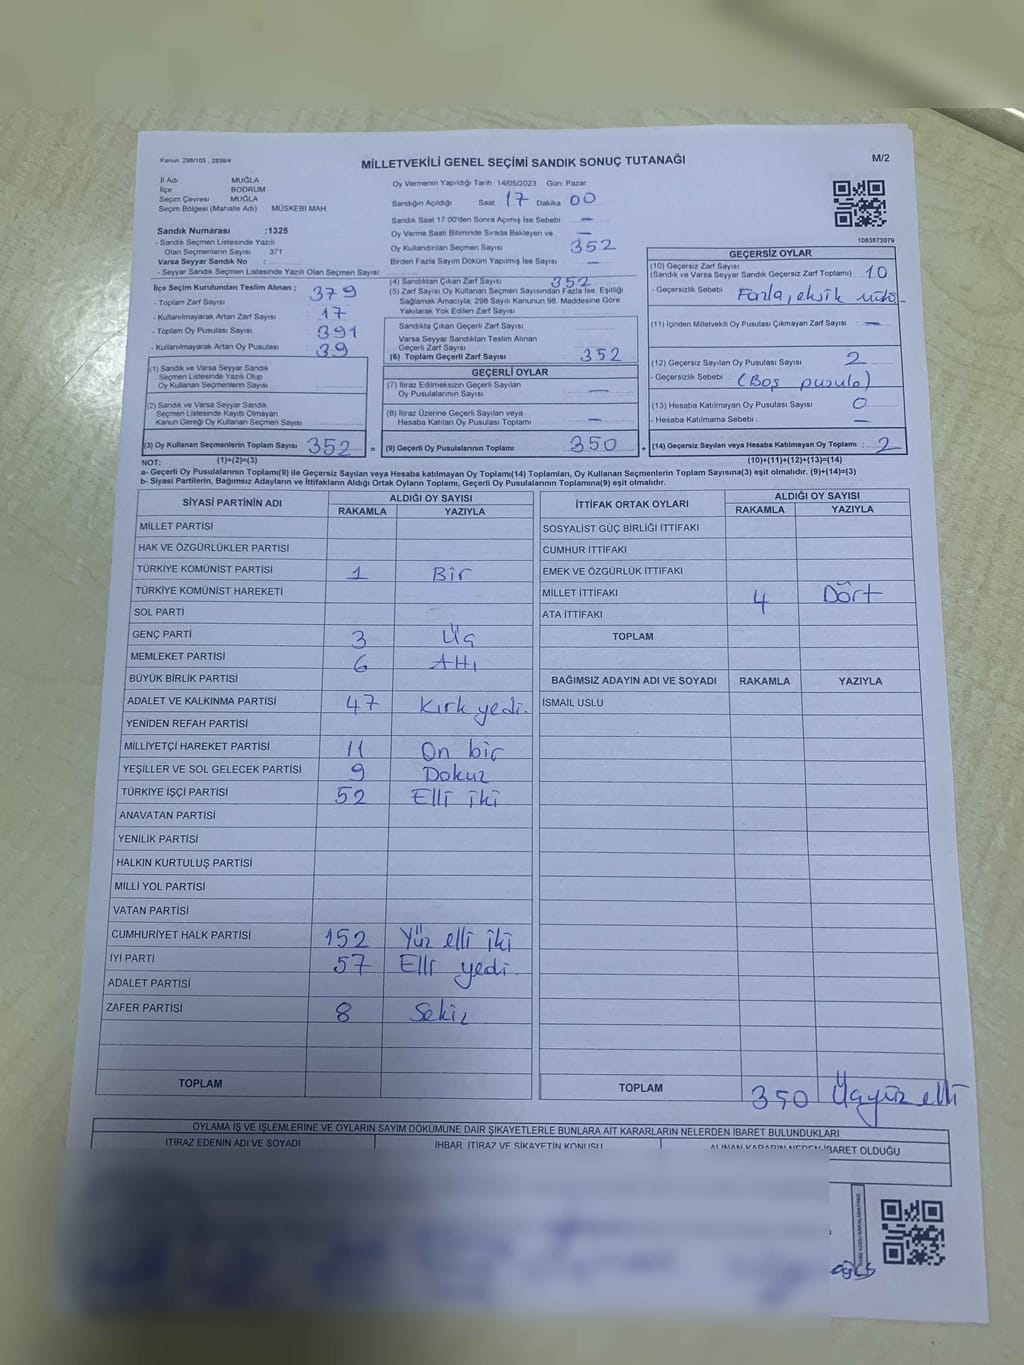 Kanun: 298/105 , 2839/4
MİLLETVEKİLİ GENEL SEÇİMİ SANDIK SONUÇ TUTANAĞI
M/2
İl Adı : MUĞLA
İlçe : BODRUM
Seçim Çevresi : MUĞLA
Seçim Bölgesi (Mahalle Adı) : MÜSKEBİ MAH.
Sandık Numarası :1325
- Sandık Seçmen Listesinde Yazılı
Olan Seçmenlerin Sayısı : 371
Varsa Seyyar Sandık No :
- Seyyar Sandık Seçmen Listesinde Yazılı Olan Seçmen Sayısı:
İlçe Seçim Kurulundan Teslim Alınan ;
- Toplam Zarf Sayısı : 379
- Kullanılmayarak Artan Zarf Sayısı : 17
- Toplam Oy Pusulası Sayısı : 391
- Kullanılmayarak Artan Oy Pusulası : 39
(1) Sandık ve Varsa Seyyar Sandık
Seçmen Listesinde Yazılı Olup
Oy Kullanan Seçmenlerin Sayısı :
(2) Sandık ve Varsa Seyyar Sandık
Seçmen Listesinde Kayıtlı Olmayan
Kanun Gereği Oy Kullanan Seçmen Sayısı :
(3) Oy Kullanan Seçmenlerin Toplam Sayısı : 352 =
(1)+(2)=(3)
Oy Vermenin Yapıldığı Tarih :14/05/2023 Gün: Pazar
Sandığın Açıldığı Saat : 17 Dakika : 00
Sandık Saat 17.00'den Sonra Açılmış İse Sebebi : —
Oy Verme Saati Bitiminde Sırada Bekleyen ve —
Oy Kullandırılan Seçmen Sayısı : 352
Birden Fazla Sayım Döküm Yapılmış İse Sayısı : —
(4) Sandıktan Çıkan Zarf Sayısı : 352
(5) Zarf Sayısı Oy Kullanan Seçmen Sayısından Fazla İse, Eşitliği
Sağlamak Amacıyla; 298 Sayılı Kanunun 98. Maddesine Göre
Yakılarak Yok Edilen Zarf Sayısı :
Sandıkta Çıkan Geçerli Zarf Sayısı :
Varsa Seyyar Sandıktan Teslim Alınan
Geçerli Zarf Sayısı :
(6) Toplam Geçerli Zarf Sayısı : 352
GEÇERLİ OYLAR
(7) İtiraz Edilmeksizin Geçerli Sayılan
Oy Pusulalarının Sayısı : —
(8) İtiraz Üzerine Geçerli Sayılan veya
Hesaba Katılan Oy Pusulası Toplamı : —
(9) Geçerli Oy Pusulalarının Toplamı : 350 +
1083873079
GEÇERSİZ OYLAR
(10) Geçersiz Zarf Sayısı
(Sandık ve Varsa Seyyar Sandık Geçersiz Zarf Toplamı) : 10
- Geçersizlik Sebebi : Fazla, eksik
(11) İçinden Milletvekili Oy Pusulası Çıkmayan Zarf Sayısı : —
(12) Geçersiz Sayılan Oy Pusulası Sayısı : 2
- Geçersizlik Sebebi : (Boş pusula)
(13) Hesaba Katılmayan Oy Pusulası Sayısı : 0
- Hesaba Katılmama Sebebi : —
(14) Geçersiz Sayılan veya Hesaba Katılmayan Oy Toplamı : 2
(10)+(11)+(12)+(13)=(14)
NOT:
a- Geçerli Oy Pusulalarının Toplamı(9) ile Geçersiz Sayılan veya Hesaba katılmayan Oy Toplamı(14) Toplamları, Oy Kullanan Seçmenlerin Toplam Sayısına(3) eşit olmalıdır. (9)+(14)=(3)
b- Siyasi Partilerin, Bağımsız Adayların ve İttifakların Aldığı Ortak Oyların Toplamı, Geçerli Oy Pusulalarının Toplamına(9) eşit olmalıdır.
SİYASİ PARTİNİN ADI
ALDIĞI OY SAYISI
RAKAMLA YAZIYLA
MİLLET PARTİSİ
HAK VE ÖZGÜRLÜKLER PARTİSİ
TÜRKİYE KOMÜNİST PARTİSİ 1 Bir
TÜRKİYE KOMÜNİST HAREKETİ
SOL PARTİ
GENÇ PARTİ 3 Üç
MEMLEKET PARTİSİ 6 Altı
BÜYÜK BİRLİK PARTİSİ
ADALET VE KALKINMA PARTİSİ 47 Kırk yedi.
YENİDEN REFAH PARTİSİ
MİLLİYETÇİ HAREKET PARTİSİ 11 On bir
YEŞİLLER VE SOL GELECEK PARTİSİ 9 Dokuz
TÜRKİYE İŞÇİ PARTİSİ 52 Elli iki
ANAVATAN PARTİSİ
YENİLİK PARTİSİ
HALKIN KURTULUŞ PARTİSİ
MİLLİ YOL PARTİSİ
VATAN PARTİSİ
CUMHURİYET HALK PARTİSİ 152 Yüz elli iki
İYİ PARTİ 57 Elli yedi.
ADALET PARTİSİ
ZAFER PARTİSİ 8 Sekiz
TOPLAM
İTTİFAK ORTAK OYLARI
ALDIĞI OY SAYISI
RAKAMLA YAZIYLA
SOSYALİST GÜÇ BİRLİĞİ İTTİFAKI
CUMHUR İTTİFAKI
EMEK VE ÖZGÜRLÜK İTTİFAKI
MİLLET İTTİFAKI 4 Dört
ATA İTTİFAKI
TOPLAM
BAĞIMSIZ ADAYIN ADI VE SOYADI RAKAMLA YAZIYLA
İSMAİL USLU
TOPLAM 350 Üçyüz elli
OYLAMA İŞ VE İŞLEMLERİNE VE OYLARIN SAYIM DÖKÜMÜNE DAİR ŞİKAYETLERLE BUNLARA AİT KARARLARIN NELERDEN İBARET BULUNDUKLARI
İTİRAZ EDENİN ADI VE SOYADI İHBAR, İTİRAZ VE ŞİKAYETİN KONUSU ALINAN KARARIN NEDEN İBARET OLDUĞU